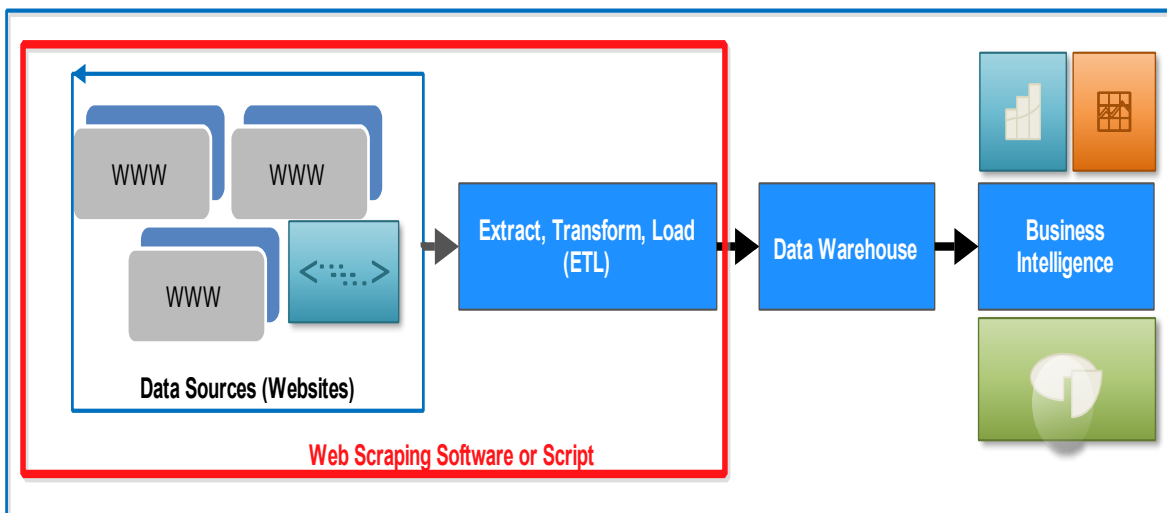 WWW
WWW
WWW
Data Sources (Websites)
Extract, Transform, Load
(ETL)
Data Warehouse
Business
Intelligence
Web Scraping Software or Script